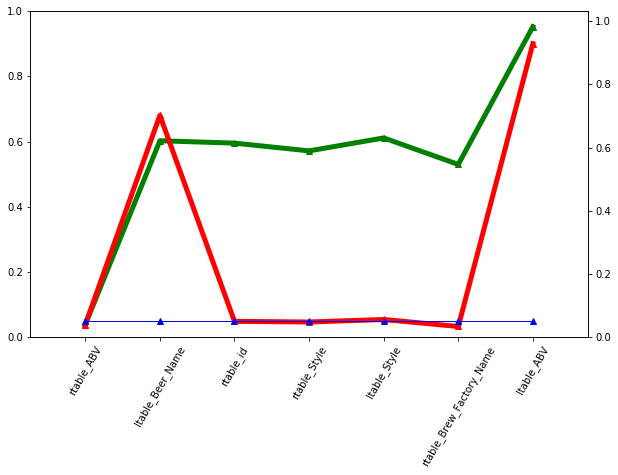 1.0
0.8
0.6
0.4
0.2
0.0
1.0
0.8
0.6
0.4
0.2
0.0
rtable_ABV
ltable_Beer_Name
rtable_id
rtable_Style
ltable_Style
rtable_Brew_Factory_Name
ltable_ABV